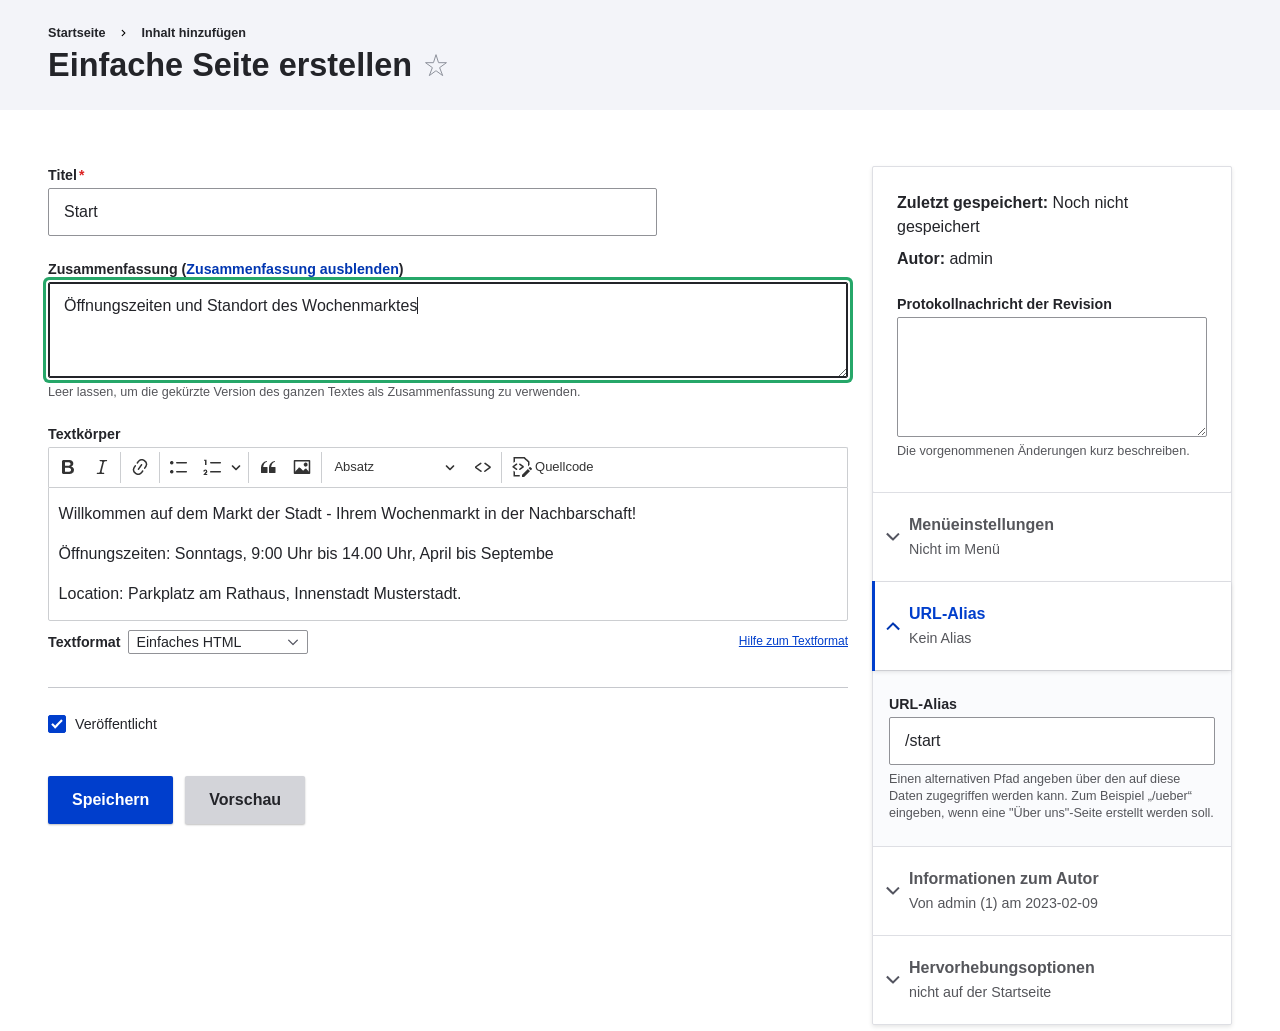 Startseite › Inhalt hinzufügen
Einfache Seite erstellen ☆
Titel*
Start
Zusammenfassung (Zusammenfassung ausblenden)
Öffnungszeiten und Standort des Wochenmarktes
Leer lassen, um die gekürzte Version des ganzen Textes als Zusammenfassung zu verwenden.
Textkörper
Absatz Quellcode
Willkommen auf dem Markt der Stadt - Ihrem Wochenmarkt in der Nachbarschaft!
Öffnungszeiten: Sonntags, 9:00 Uhr bis 14.00 Uhr, April bis Septembe
Location: Parkplatz am Rathaus, Innenstadt Musterstadt.
Textformat Einfaches HTML Hilfe zum Textformat
Veröffentlicht
Speichern Vorschau
Zuletzt gespeichert: Noch nicht
gespeichert
Autor: admin
Protokollnachricht der Revision
Die vorgenommenen Änderungen kurz beschreiben.
Menüeinstellungen
Nicht im Menü
URL-Alias
Kein Alias
URL-Alias
/start
Einen alternativen Pfad angeben über den auf diese
Daten zugegriffen werden kann. Zum Beispiel „/ueber“
eingeben, wenn eine "Über uns"-Seite erstellt werden soll.
Informationen zum Autor
Von admin (1) am 2023-02-09
Hervorhebungsoptionen
nicht auf der Startseite